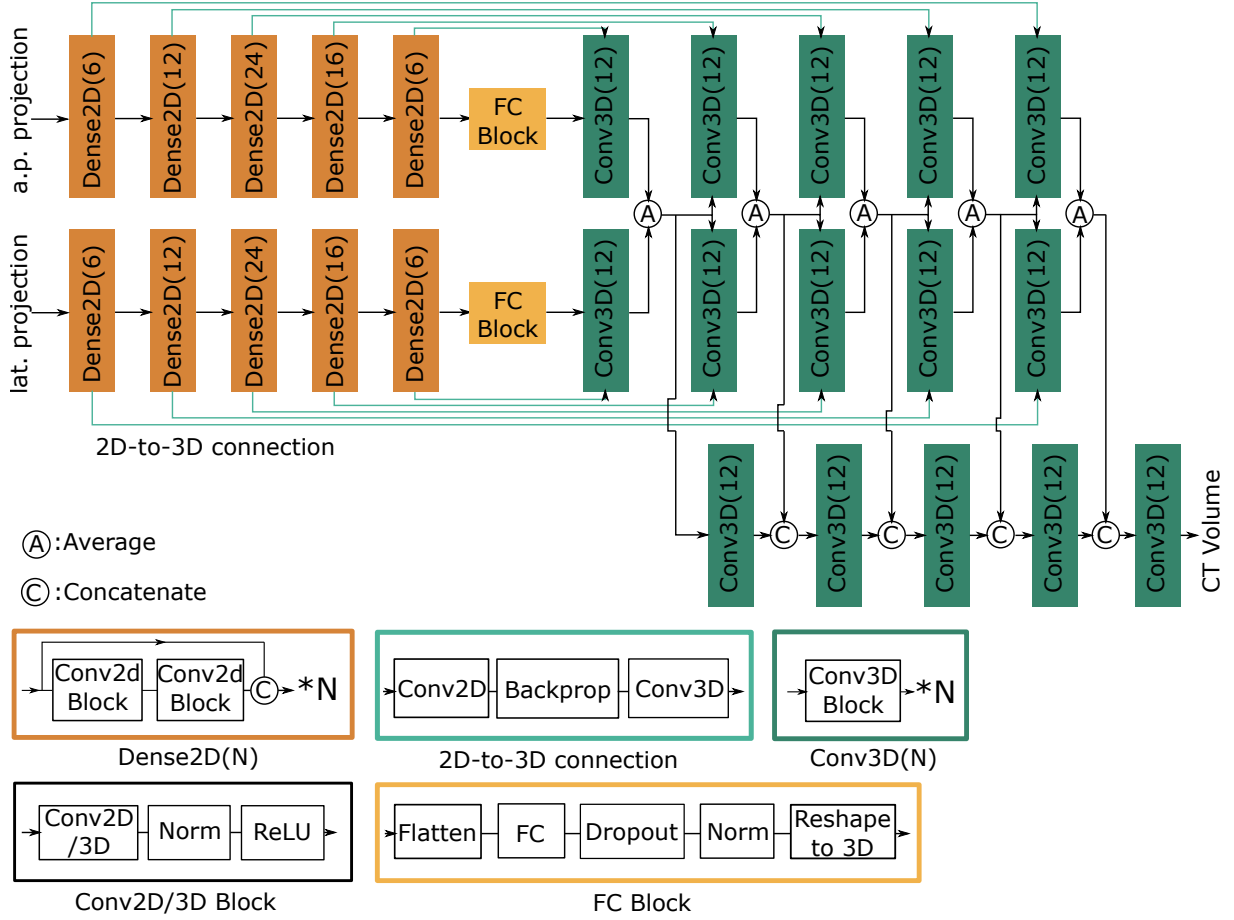 a.p. projection
Dense2D(6)
Dense2D(12)
Dense2D(24)
Dense2D(16)
Dense2D(6)
FC
Block
Conv3D(12)
Conv3D(12)
Conv3D(12)
Conv3D(12)
Conv3D(12)
A
A
A
A
A
lat. projection
Dense2D(6)
Dense2D(12)
Dense2D(24)
Dense2D(16)
Dense2D(6)
FC
Block
Conv3D(12)
Conv3D(12)
Conv3D(12)
Conv3D(12)
Conv3D(12)
2D-to-3D connection
Conv3D(12)
C
Conv3D(12)
C
Conv3D(12)
C
Conv3D(12)
C
Conv3D(12)
CT Volume
A :Average
C :Concatenate
Conv2d
Block
Conv2d
Block
C
*N
Dense2D(N)
Conv2D
Backprop
Conv3D
2D-to-3D connection
Conv3D
Block
*N
Conv3D(N)
Conv2D
/3D
Norm
ReLU
Conv2D/3D Block
Flatten
FC
Dropout
Norm
Reshape
to 3D
FC Block